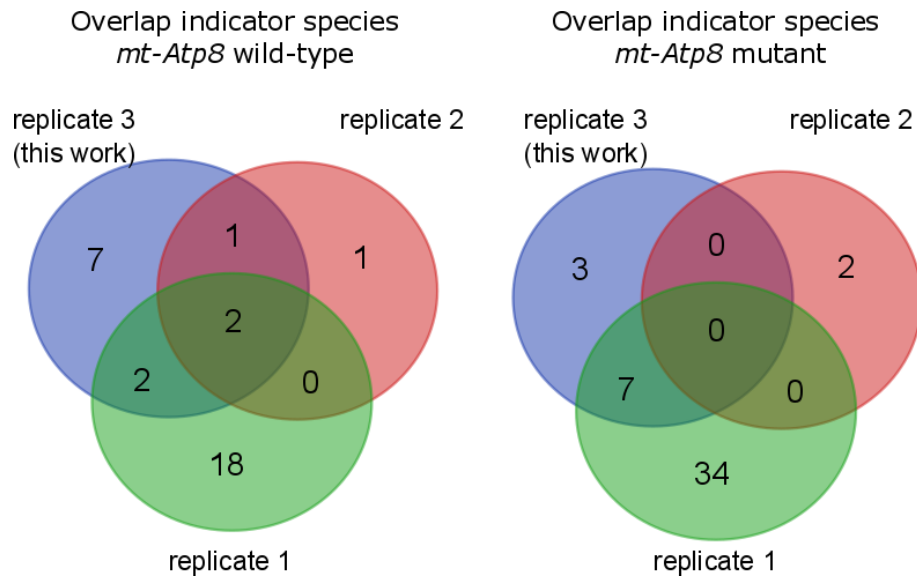 Overlap indicator species
mt-Atp8 wild-type
replicate 3
(this work)
replicate 2
7
1
1
2
2
0
18
replicate 1
Overlap indicator species
mt-Atp8 mutant
replicate 3
(this work)
replicate 2
3
0
2
0
7
0
34
replicate 1